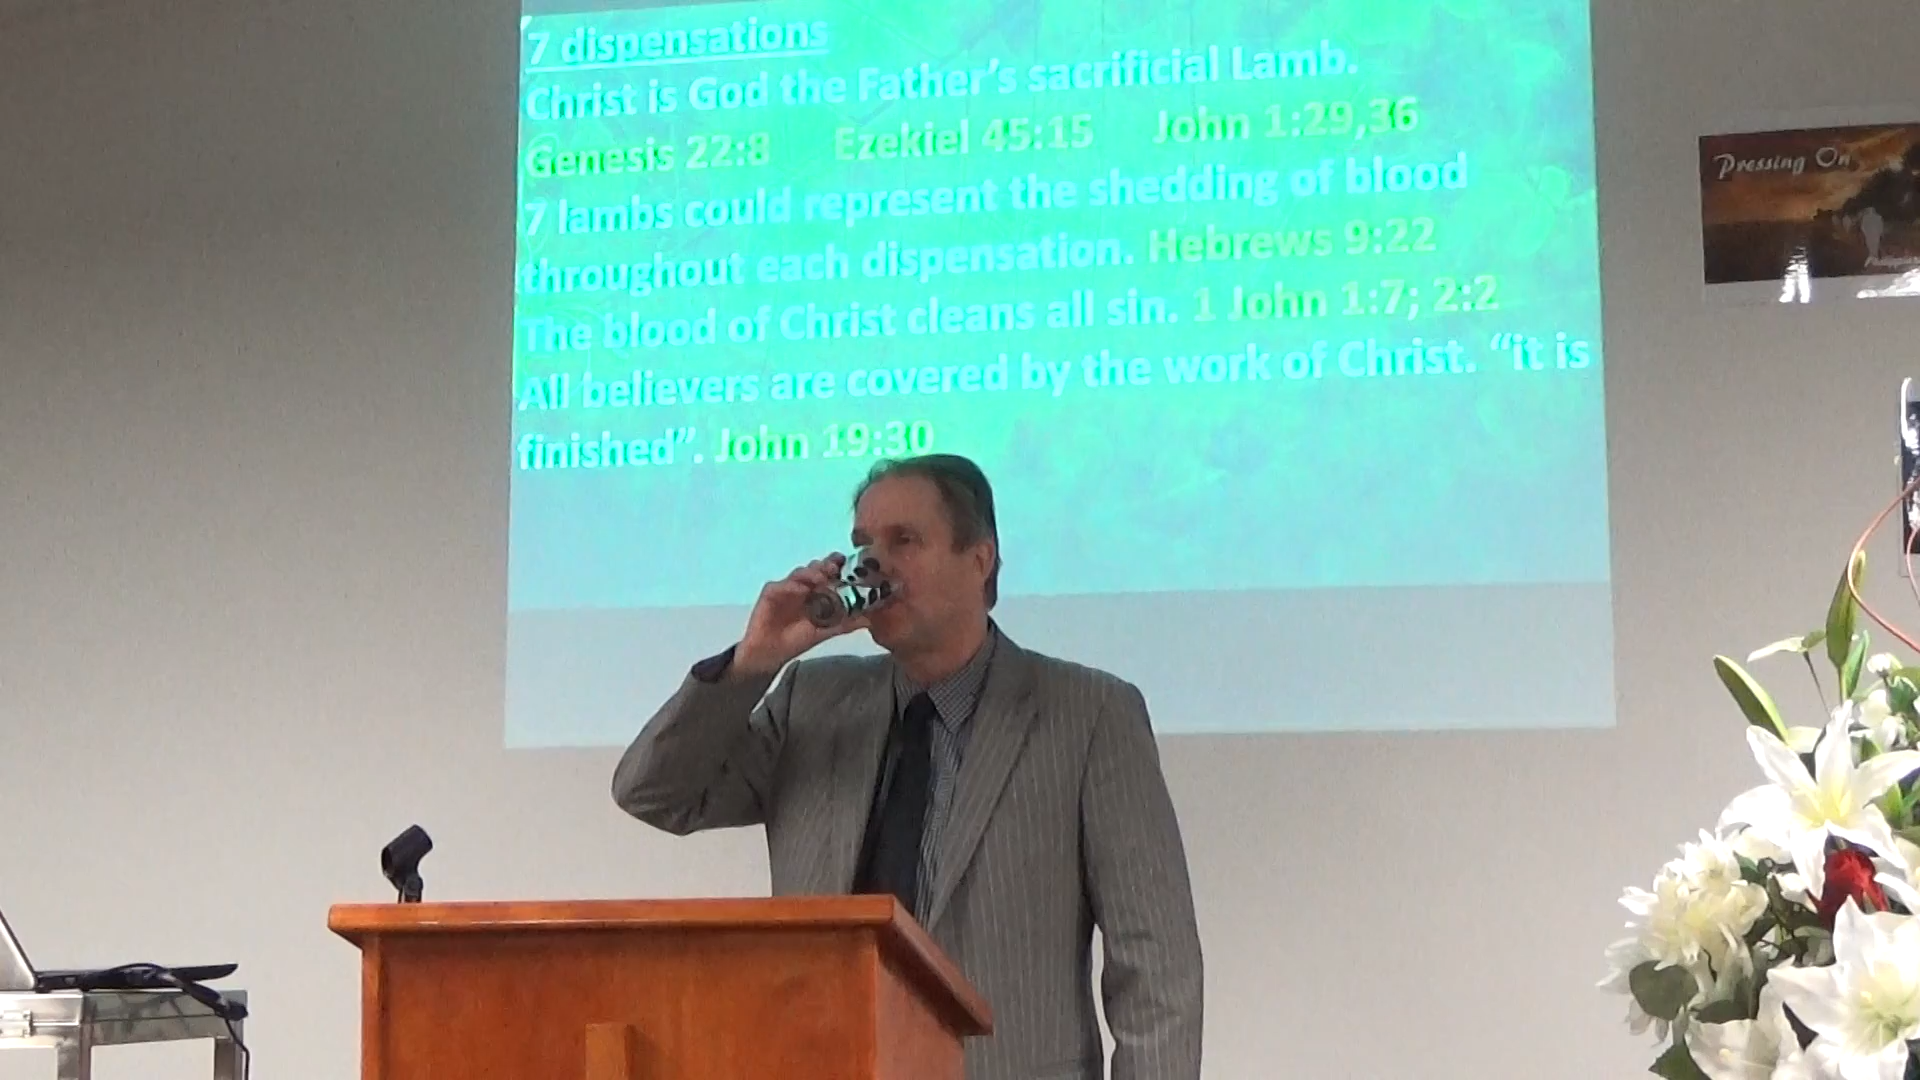 7 dispensations
Christ is God the Father's sacrificial Lamb.
Genesis 22:8 Ezekiel 45:15 John 1:29,36
7 lambs could represent the shedding of blood
throughout each dispensation. Hebrews 9:22
The blood of Christ cleans all sin. 1 John 1:7; 2:2
All believers are covered by the work of Christ. “it is
finished”. John 19:30
Pressing On